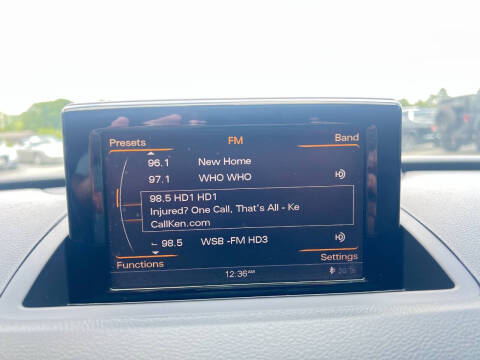 Presets
FM
Band
96.1 New Home
97.1 WHO WHO
98.5 HD1 HD1
Injured? One Call, That's All - Ke
CallKen.com
98.5 WSB -FM HD3
Functions
Settings
12:36AM